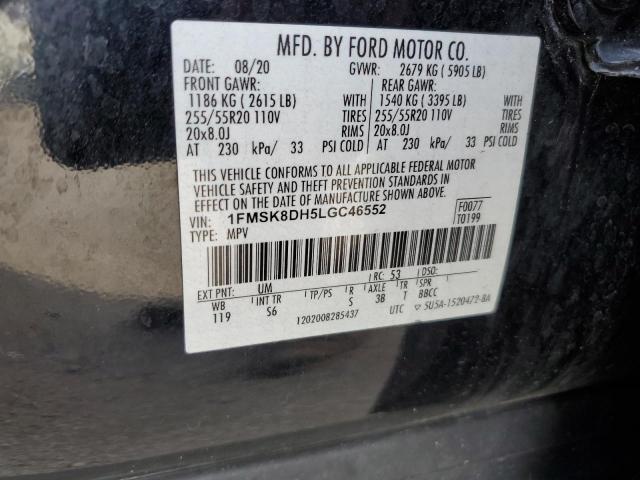 MFD. BY FORD MOTOR CO.
DATE: 08/20 GVWR: 2679 KG ( 5905 LB)
FRONT GAWR: REAR GAWR:
1186 KG ( 2615 LB) WITH 1540 KG ( 3395 LB) WITH
255/55R20 110V TIRES 255/55R20 110V TIRES
20x8.0J RIMS 20x8.0J RIMS
AT 230 kPa/ 33 PSI COLD AT 230 kPa/ 33 PSI COLD
THIS VEHICLE CONFORMS TO ALL APPLICABLE FEDERAL MOTOR
VEHICLE SAFETY AND THEFT PREVENTION STANDARDS IN
EFFECT ON THE DATE OF MANUFACTURE SHOWN ABOVE.
VIN: 1FMSK8DH5LGC46552 F0077
TYPE: MPV T0199
EXT PNT: UM RC: 53 DSO:
WB INT TR TP/PS R AXLE TR SPR
119 S6 S 3B T BBCC
1202008285437 UTC ▽ 5U5A-1520472-BA